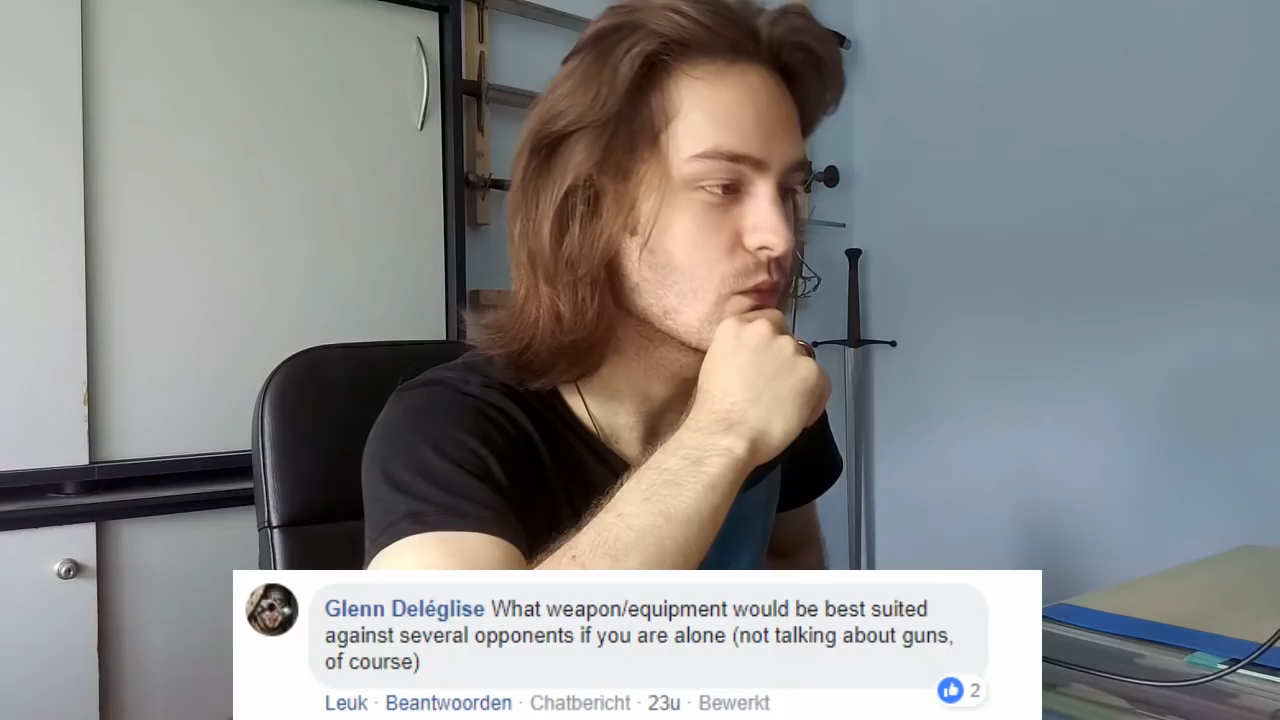 Glenn Deléglise What weapon/equipment would be best suited
against several opponents if you are alone (not talking about guns,
of course)
2
Leuk · Beantwoorden · Chatbericht · 23u · Bewerkt